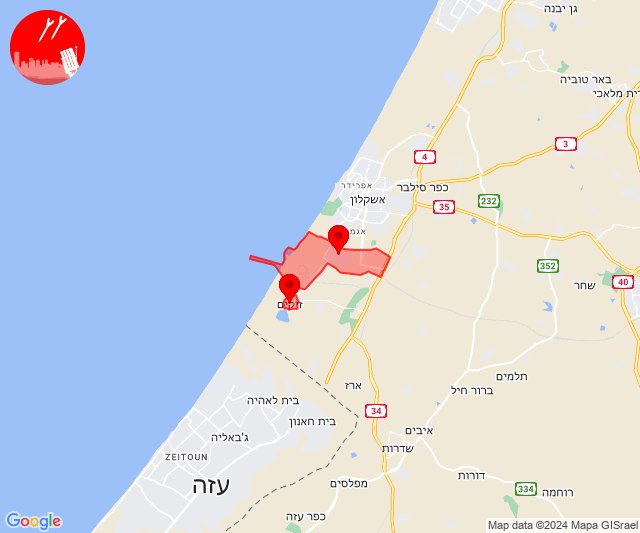 גן יבנה
באר טוביה
רית מלאכי
3
4
אפרידר
כפר סילבר
אשקלון
35
232
אגמ
352
שחר
40
זיקים
ארז
תלמים
ברור חיל
בית לאהיה
34
בית חאנון
איבים
ג'באליה
שדרות
ZEITOUN
דורות
מפלסים
עזה
334
רוחמה
כפר עזה
Google
Map data ©2024 Mapa GISrael